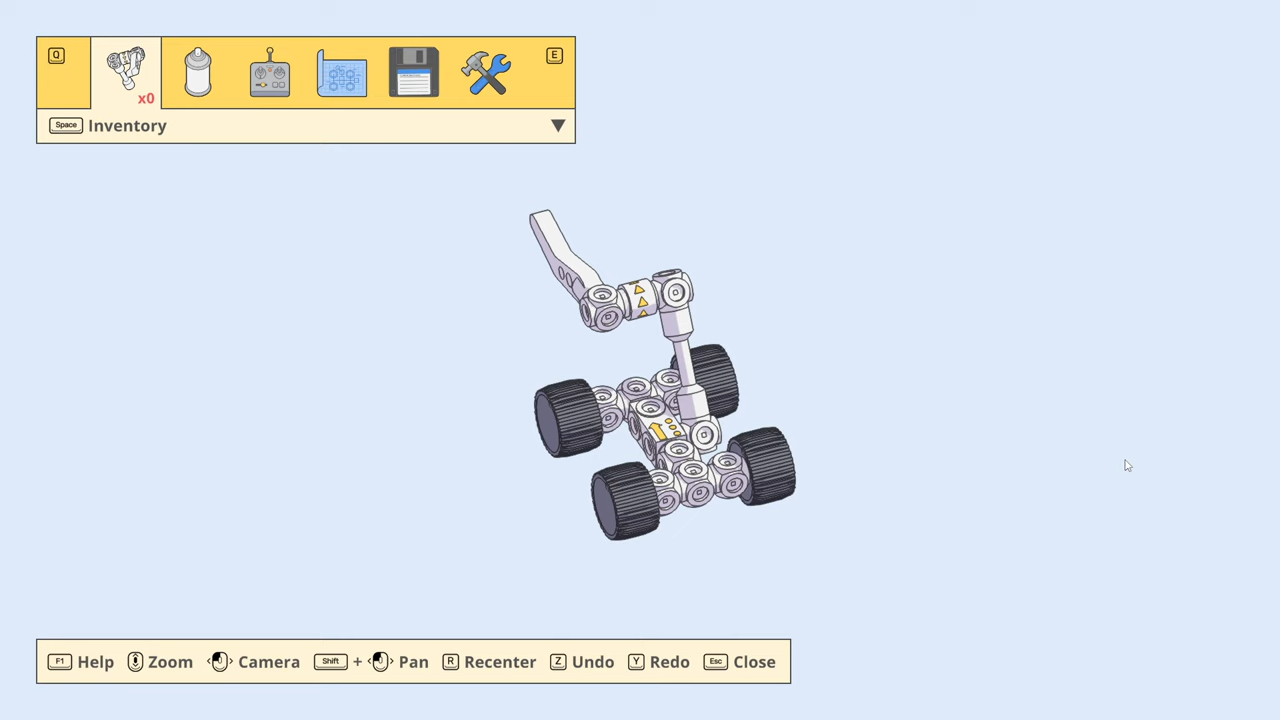 Q
E
x0
Space Inventory
F1 Help Zoom Camera Shift + Pan R Recenter Z Undo Y Redo Esc Close